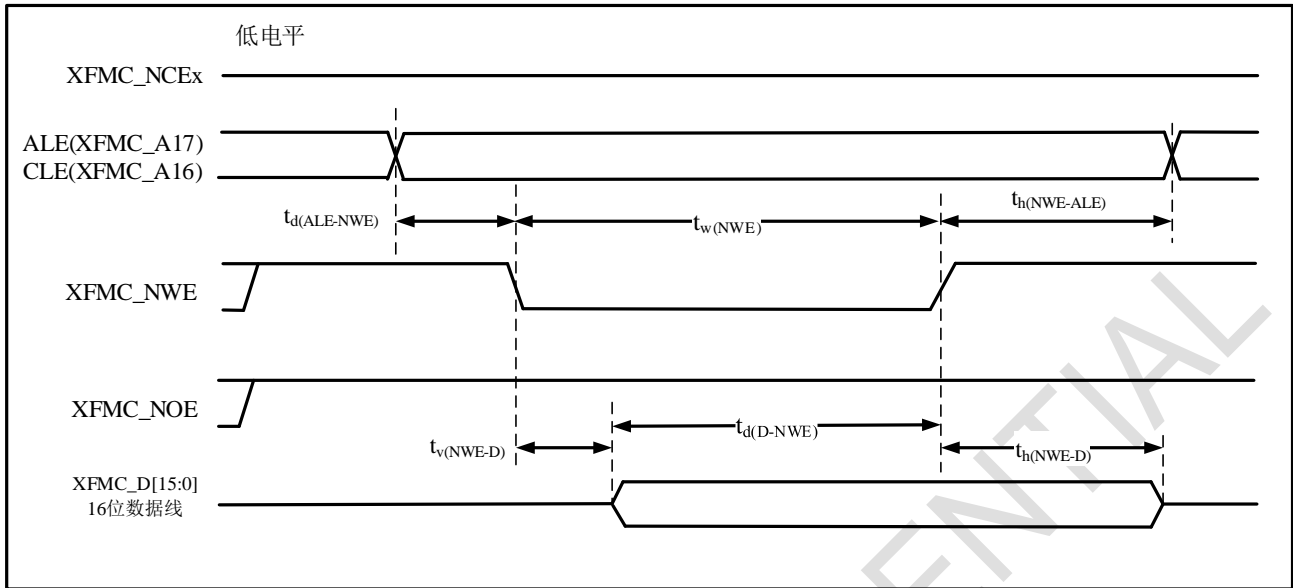 低电平
XFMC_NCEx
ALE(XFMC_A17)
CLE(XFMC_A16)
td(ALE-NWE)
tw(NWE)
th(NWE-ALE)
XFMC_NWE
XFMC_NOE
tv(NWE-D)
td(D-NWE)
th(NWE-D)
XFMC_D[15:0]
16位数据线
ENTIAL